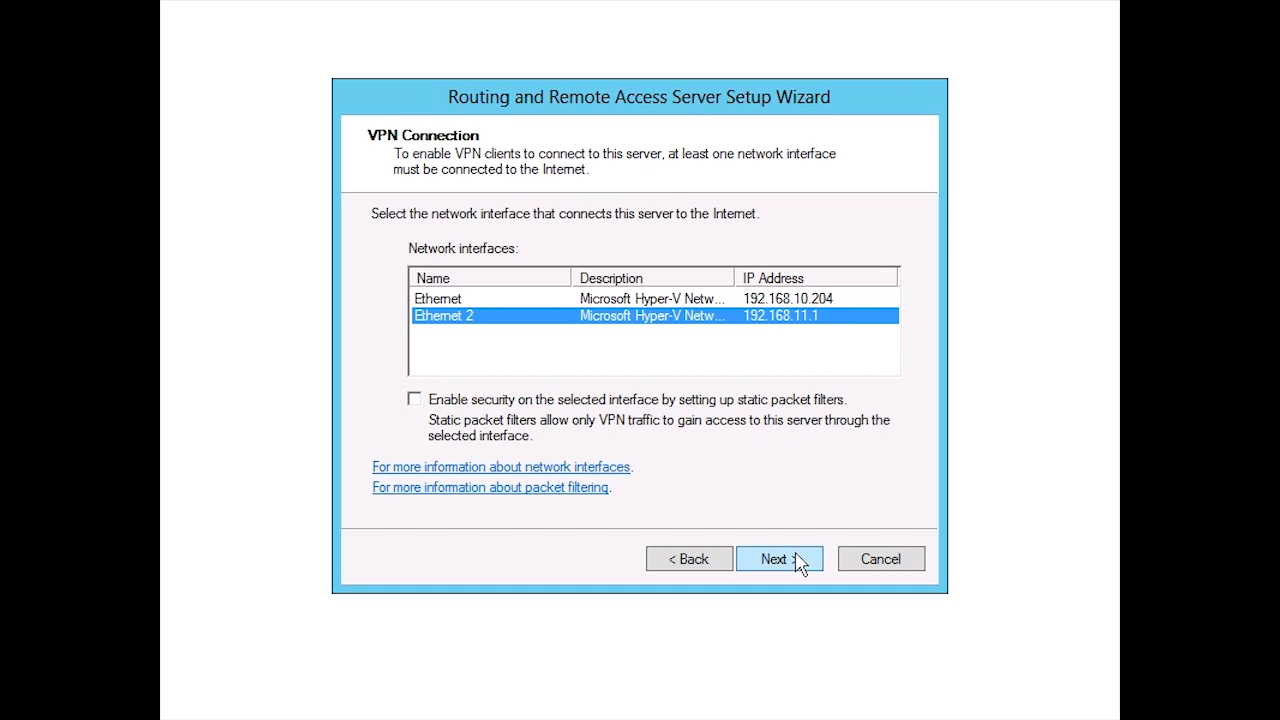 Routing and Remote Access Server Setup Wizard
VPN Connection
To enable VPN clients to connect to this server, at least one network interface
must be connected to the Internet.
Select the network interface that connects this server to the Internet.
Network interfaces:
Name Description IP Address
Ethernet Microsoft Hyper-V Netw... 192.168.10.204
Ethernet 2 Microsoft Hyper-V Netw... 192.168.11.1
Enable security on the selected interface by setting up static packet filters.
Static packet filters allow only VPN traffic to gain access to this server through the
selected interface.
For more information about network interfaces.
For more information about packet filtering.
< Back Next > Cancel